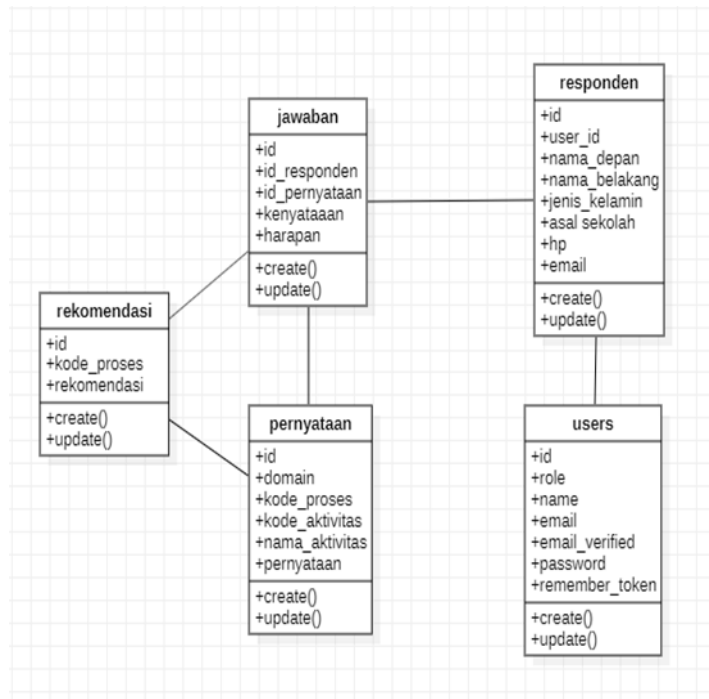 responden
+id
+user_id
+nama_depan
+nama_belakang
+jenis_kelamin
+asal sekolah
+hp
+email
+create()
+update()
jawaban
+id
+id_responden
+id_pernyataan
+kenyataaan
+harapan
+create()
+update()
rekomendasi
+id
+kode_proses
+rekomendasi
+create()
+update()
pernyataan
+id
+domain
+kode_proses
+kode_aktivitas
+nama_aktivitas
+pernyataan
+create()
+update()
users
+id
+role
+name
+email
+email_verified
+password
+remember_token
+create()
+update()